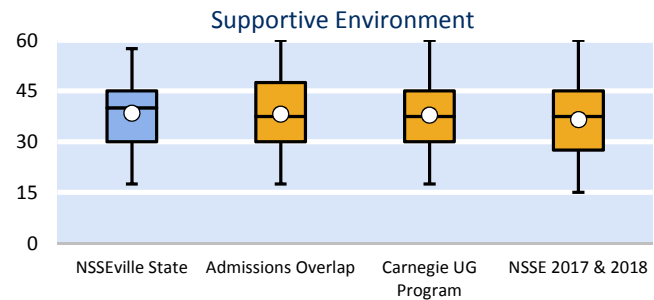 Supportive Environment
60
45
30
15
0
NSSEville State
Admissions Overlap
Carnegie UG
Program
NSSE 2017 & 2018